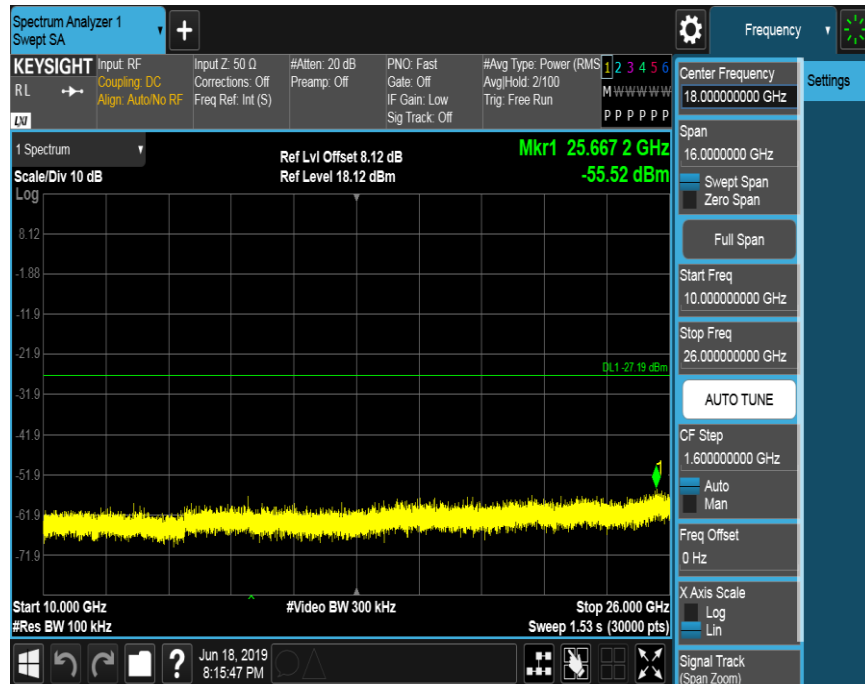 Spectrum Analyzer 1
Swept SA
+
Frequency
KEYSIGHT
RL
LXI
Input: RF
Coupling: DC
Align: Auto/No RF
Input Z: 50 Ω
Corrections: Off
Freq Ref: Int (S)
#Atten: 20 dB
Preamp: Off
PNO: Fast
Gate: Off
IF Gain: Low
Sig Track: Off
#Avg Type: Power (RMS
Avg|Hold: 2/100
Trig: Free Run
1 2 3 4 5 6
M W W W W W
P P P P P P
1 Spectrum
Scale/Div 10 dB
Ref Lvl Offset 8.12 dB
Ref Level 18.12 dBm
Mkr1 25.667 2 GHz
-55.52 dBm
Log
8.12
-1.88
-11.9
-21.9
DL1 -27.19 dBm
-31.9
-41.9
-51.9
1
-61.9
-71.9
Start 10.000 GHz
#Video BW 300 kHz
Stop 26.000 GHz
#Res BW 100 kHz
Sweep 1.53 s (30000 pts)
Center Frequency
18.000000000 GHz
Settings
Span
16.0000000 GHz
Swept Span
Zero Span
Full Span
Start Freq
10.000000000 GHz
Stop Freq
26.000000000 GHz
AUTO TUNE
CF Step
1.600000000 GHz
Auto
Man
Freq Offset
0 Hz
X Axis Scale
Log
Lin
Signal Track
(Span Zoom)
?
Jun 18, 2019
8:15:47 PM